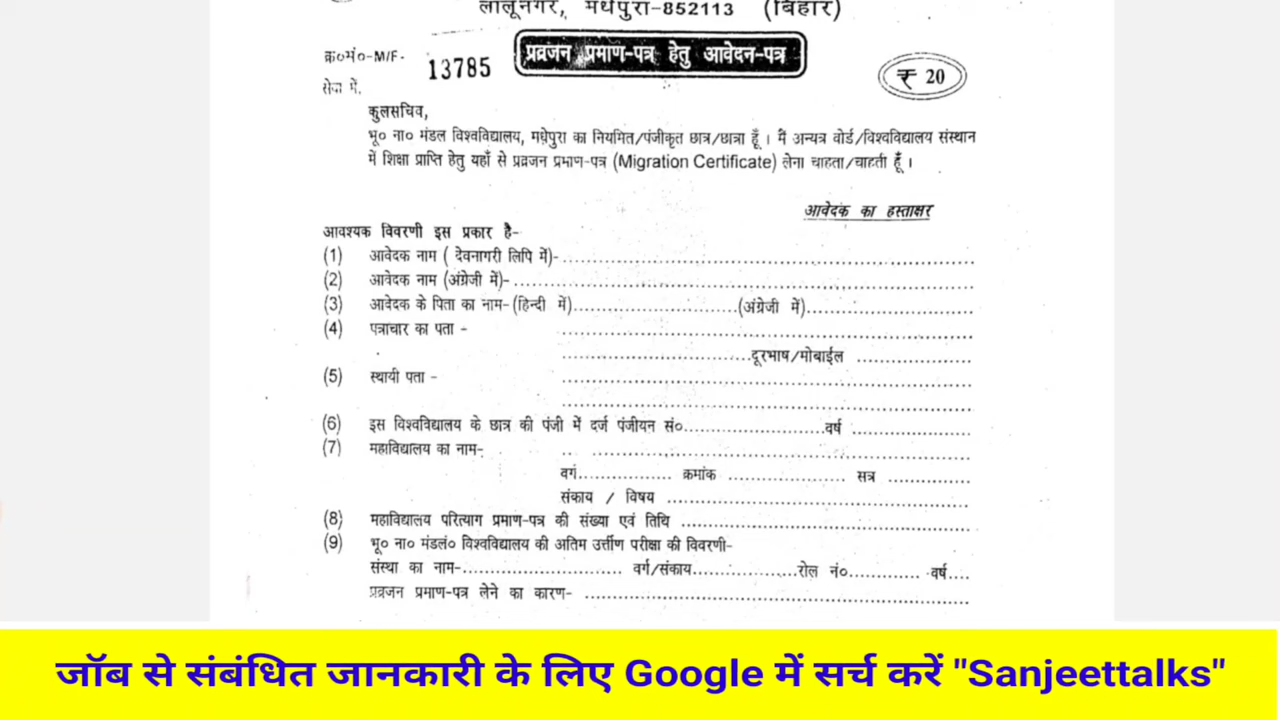 लालूनगर, मधेपुरा-852113 (बिहार)
क्र०सं०-M/F- 13785
प्रव्रजन प्रमाण-पत्र हेतु आवेदन-पत्र
₹ 20
सेवा में,
कुलसचिव,
भू० ना० मंडल विश्वविद्यालय, मधेपुरा का नियमित/पंजीकृत छात्र/छात्रा हूँ । मैं अन्यत्र वोर्ड/विश्वविद्यालय संस्थान
में शिक्षा प्राप्ति हेतु यहाँ से प्रव्रजन प्रमाण-पत्र (Migration Certificate) लेना चाहता/चाहती हूँ ।
आवेदक का हस्ताक्षर
आवश्यक विवरणी इस प्रकार है-
(1) आवेदक नाम ( देवनागरी लिपि में)-
(2) आवेदक नाम (अंग्रेजी में)-
(3) आवेदक के पिता का नाम- (हिन्दी में) (अंग्रेजी में)
(4) पत्राचार का पता -
दूरभाष/मोबाईल
(5) स्थायी पता -
(6) इस विश्वविद्यालय के छात्र की पंजी में दर्ज पंजीयन सं० वर्ष
(7) महाविद्यालय का नाम-
वर्ग क्रमांक सत्र
संकाय / विषय
(8) महाविद्यालय परित्याग प्रमाण-पत्र की संख्या एवं तिथि
(9) भू० ना० मंडल० विश्वविद्यालय की अतिम उर्त्तीण परीक्षा की विवरणी-
संस्था का नाम- वर्ग/संकाय रोल नं० वर्ष
प्रव्रजन प्रमाण-पत्र लेने का कारण-
जॉब से संबंधित जानकारी के लिए Google में सर्च करें "Sanjeettalks"